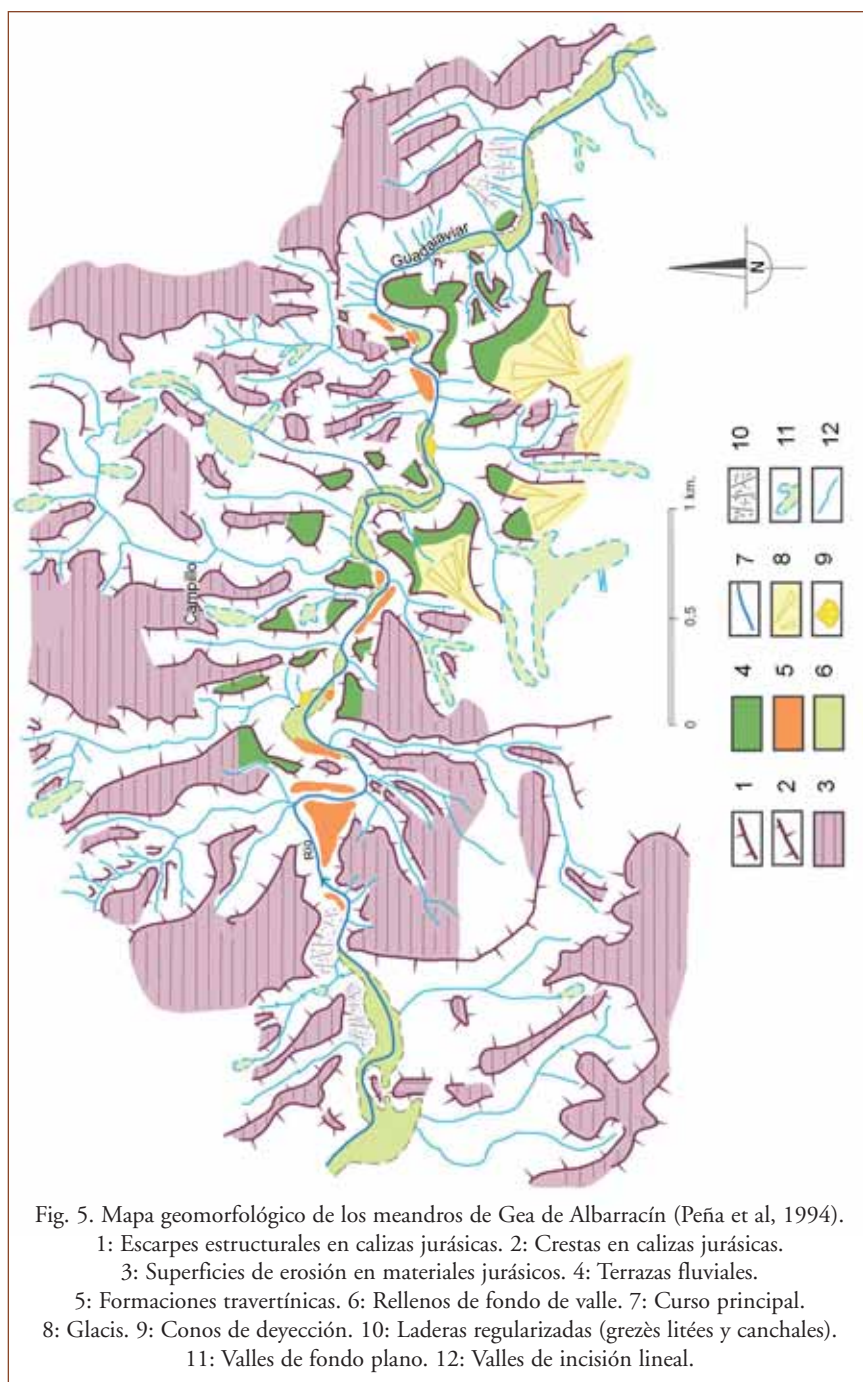 Guadalaviar
Campillo
Río
N
0 0.5 1 km.
1 4 7 10
2 5 8 11
3 6 9 12
Fig. 5. Mapa geomorfológico de los meandros de Gea de Albarracín (Peña et al, 1994).
1: Escarpes estructurales en calizas jurásicas. 2: Crestas en calizas jurásicas.
3: Superficies de erosión en materiales jurásicos. 4: Terrazas fluviales.
5: Formaciones travertínicas. 6: Rellenos de fondo de valle. 7: Curso principal.
8: Glacis. 9: Conos de deyección. 10: Laderas regularizadas (grezès litées y canchales).
11: Valles de fondo plano. 12: Valles de incisión lineal.